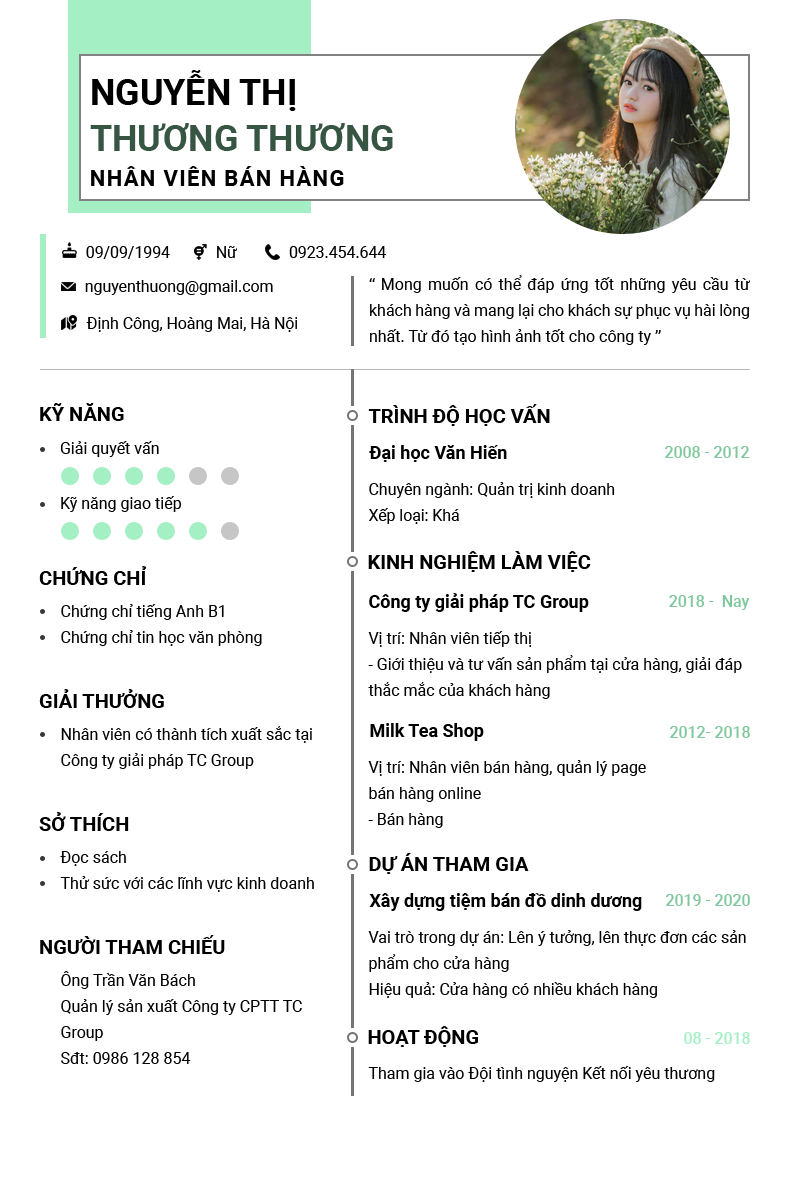 NGUYỄN THỊ
THƯƠNG THƯƠNG
NHÂN VIÊN BÁN HÀNG
09/09/1994 Nữ 0923.454.644
nguyenthuong@gmail.com
Định Công, Hoàng Mai, Hà Nội
“ Mong muốn có thể đáp ứng tốt những yêu cầu từ
khách hàng và mang lại cho khách sự phục vụ hài lòng
nhất. Từ đó tạo hình ảnh tốt cho công ty ”
KỸ NĂNG
• Giải quyết vấn
• Kỹ năng giao tiếp
CHỨNG CHỈ
• Chứng chỉ tiếng Anh B1
• Chứng chỉ tin học văn phòng
GIẢI THƯỞNG
• Nhân viên có thành tích xuất sắc tại
Công ty giải pháp TC Group
SỞ THÍCH
• Đọc sách
• Thử sức với các lĩnh vực kinh doanh
NGƯỜI THAM CHIẾU
Ông Trần Văn Bách
Quản lý sản xuất Công ty CPTT TC
Group
Sđt: 0986 128 854
TRÌNH ĐỘ HỌC VẤN
Đại học Văn Hiến 2008 - 2012
Chuyên ngành: Quản trị kinh doanh
Xếp loại: Khá
KINH NGHIỆM LÀM VIỆC
Công ty giải pháp TC Group 2018 - Nay
Vị trí: Nhân viên tiếp thị
- Giới thiệu và tư vấn sản phẩm tại cửa hàng, giải đáp
thắc mắc của khách hàng
Milk Tea Shop 2012- 2018
Vị trí: Nhân viên bán hàng, quản lý page
bán hàng online
- Bán hàng
DỰ ÁN THAM GIA
Xây dựng tiệm bán đồ dinh dương 2019 - 2020
Vai trò trong dự án: Lên ý tưởng, lên thực đơn các sản
phẩm cho cửa hàng
Hiệu quả: Cửa hàng có nhiều khách hàng
HOẠT ĐỘNG 08 - 2018
Tham gia vào Đội tình nguyện Kết nối yêu thương